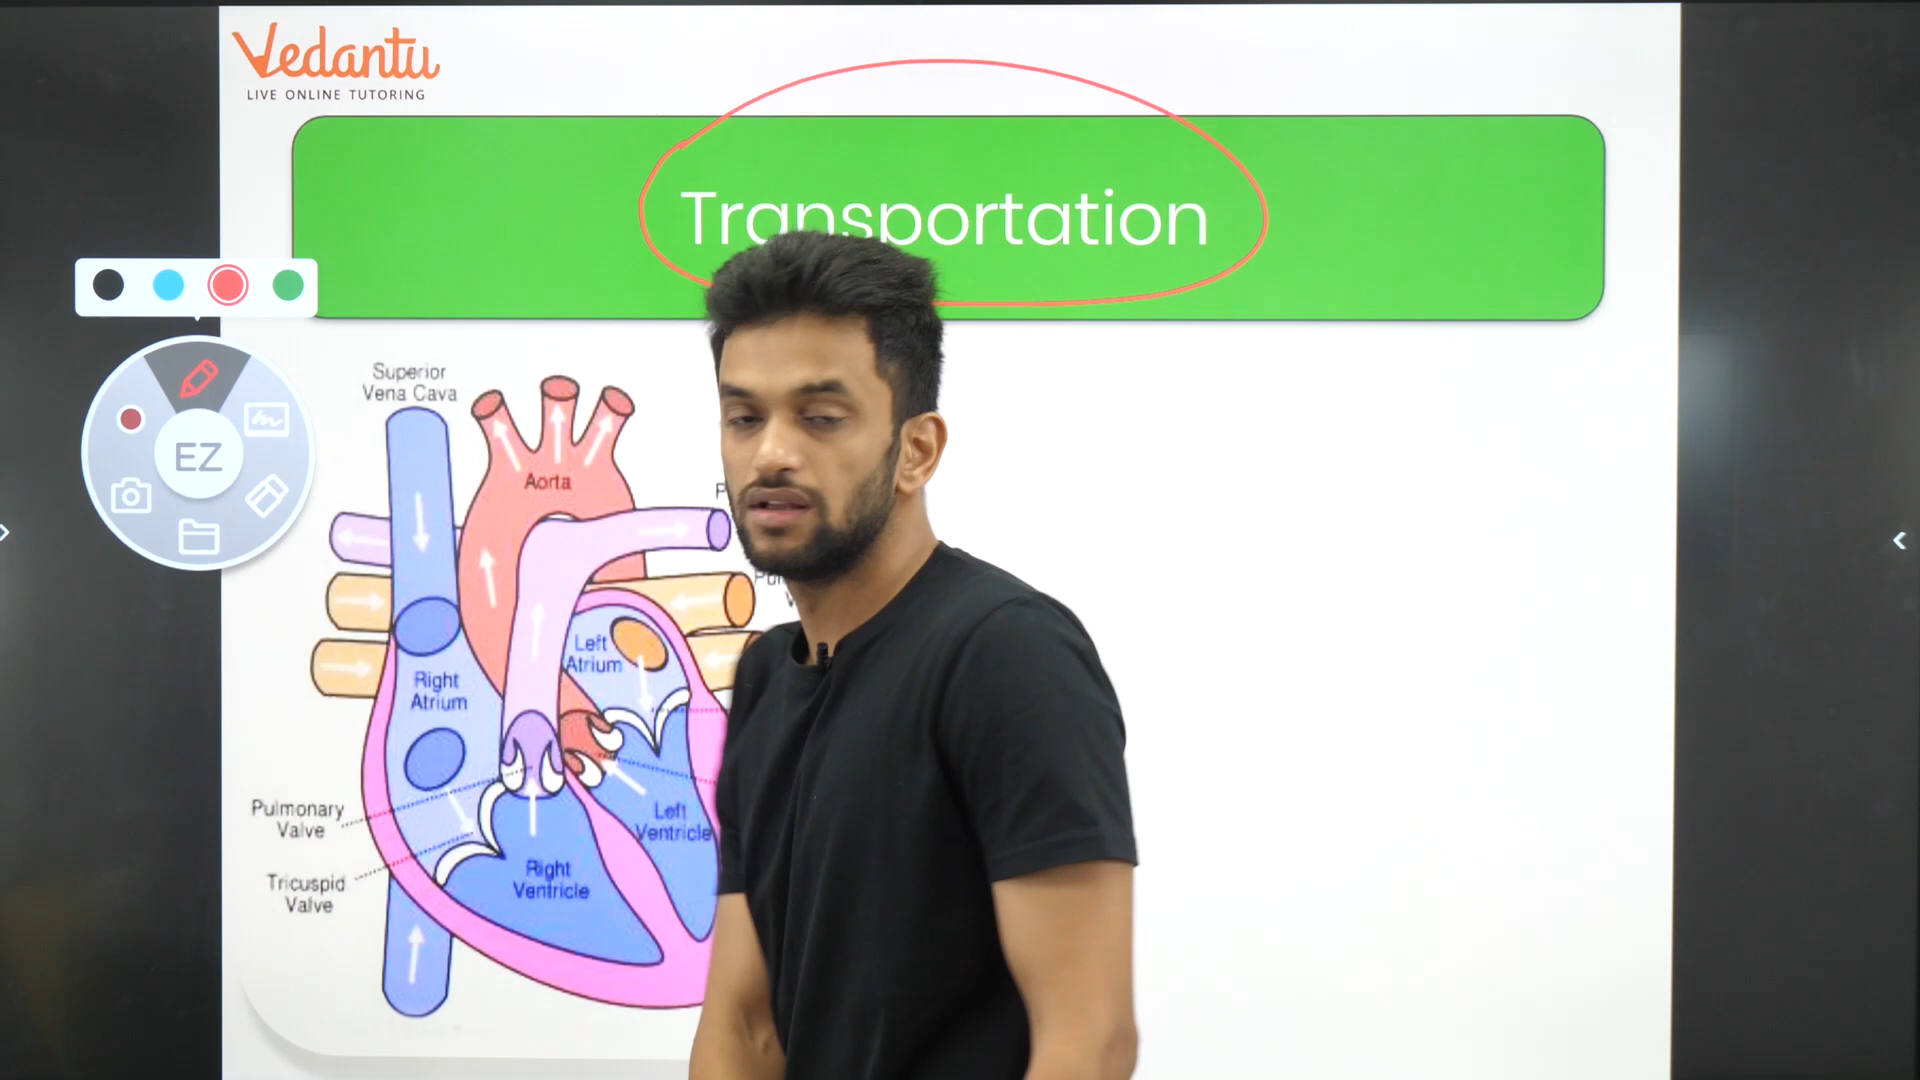 Vedantu
LIVE ONLINE TUTORING
Transportation
EZ
Superior
Vena Cava
Aorta
Left
Atrium
Right
Atrium
Pulmonary
Valve
Left
Ventricle
Tricuspid
Valve
Right
Ventricle